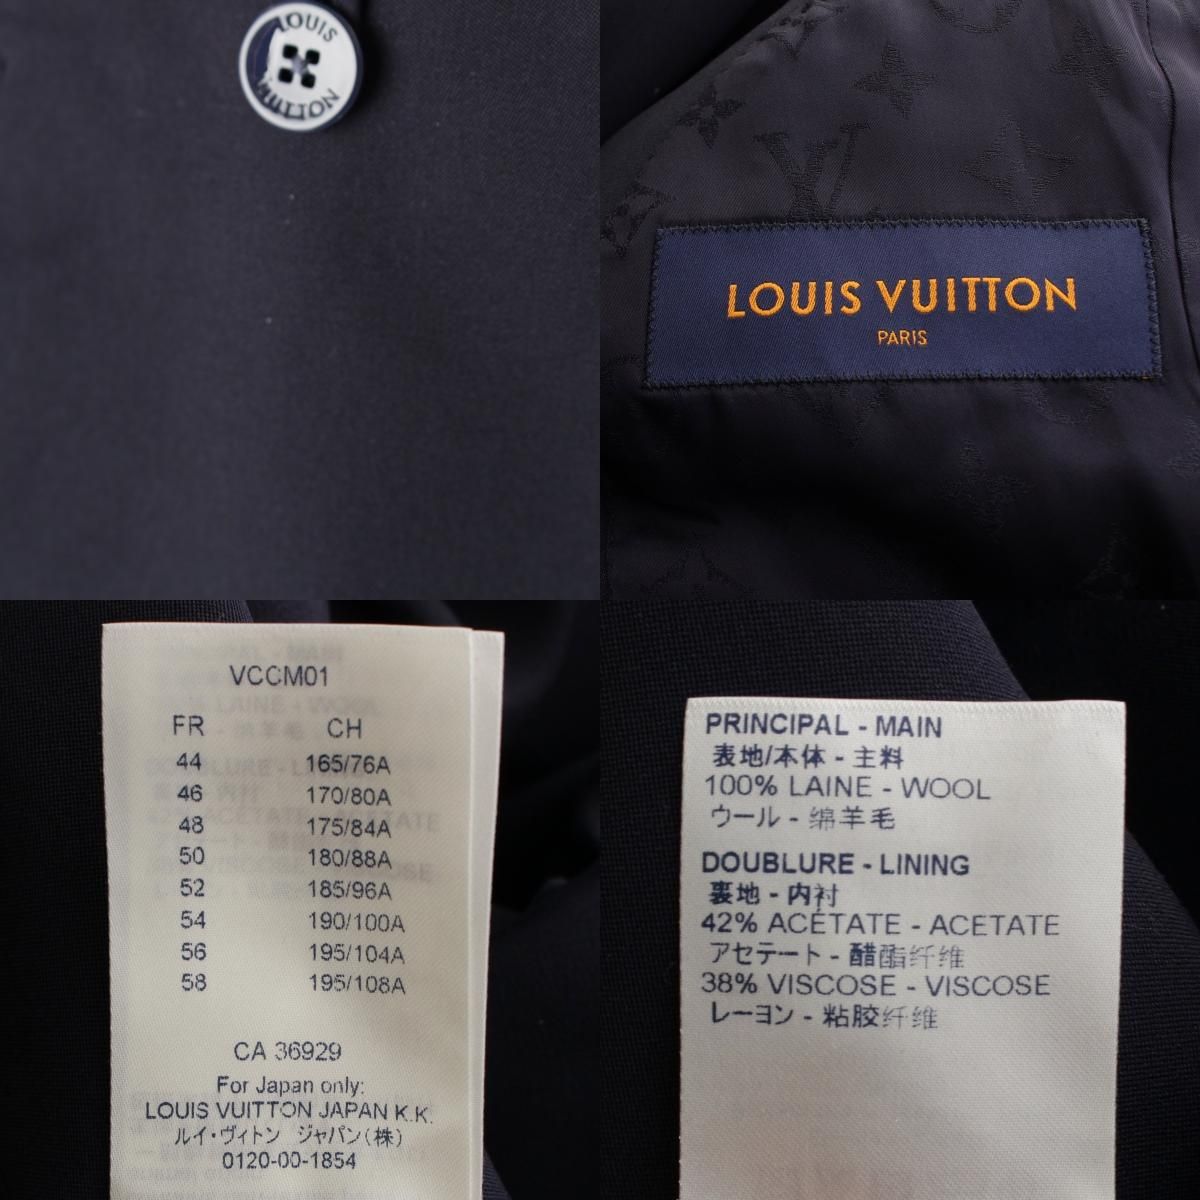 LOUIS
VUITTON
LOUIS VUITTON
PARIS
VCCM01
FR CH
44 165/76A
46 170/80A
48 175/84A
50 180/88A
52 185/96A
54 190/100A
56 195/104A
58 195/108A
CA 36929
For Japan only:
LOUIS VUITTON JAPAN K.K.
ルイ・ヴィトン ジャパン(株)
0120-00-1854
PRINCIPAL - MAIN
表地/本体 - 主料
100% LAINE - WOOL
ウール - 绵羊毛
DOUBLURE - LINING
裏地 - 内衬
42% ACÉTATE - ACETATE
アセテート - 醋酯纤维
38% VISCOSE - VISCOSE
レーヨン - 粘胶纤维